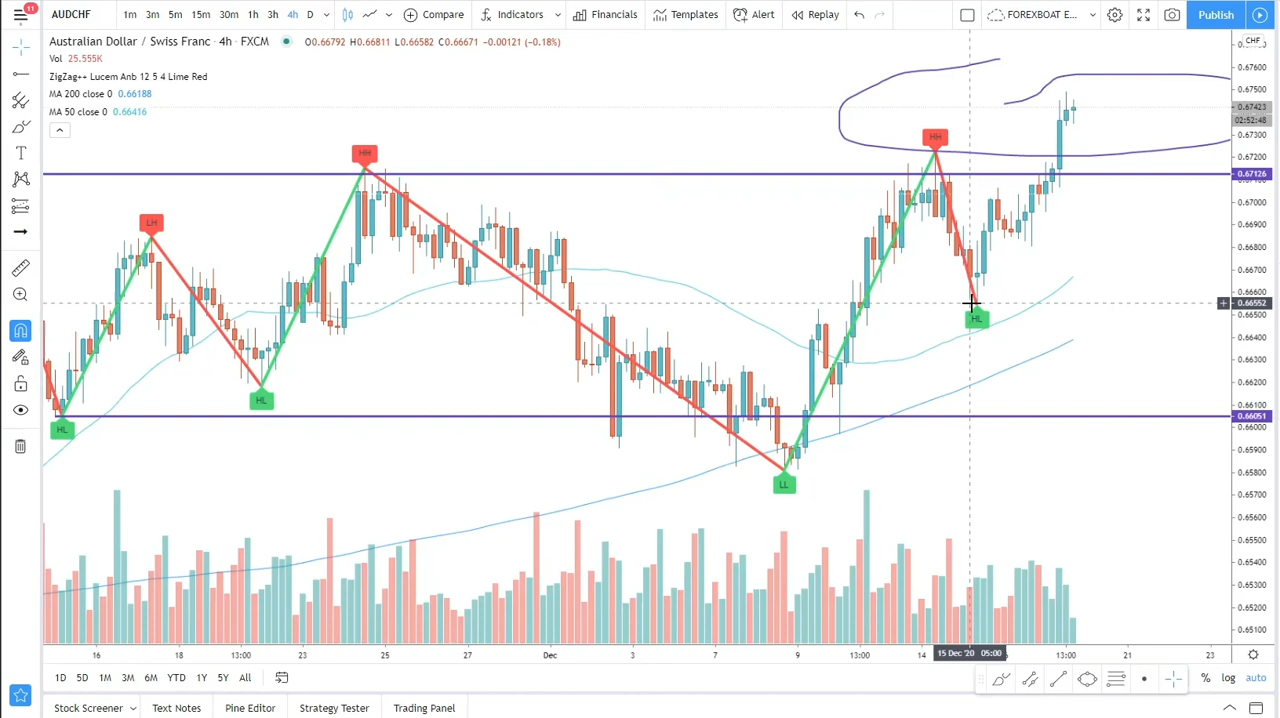 11
AUDCHF 1m 3m 5m 15m 30m 1h 3h 4h D Compare Indicators Financials Templates Alert Replay FOREXBOAT E... Publish
Australian Dollar / Swiss Franc · 4h · FXCM O0.66792 H0.66811 L0.66582 C0.66671 −0.00121 (−0.18%)
CHF
Vol 25.555K
ZigZag++ Lucem Anb 12 5 4 Lime Red
MA 200 close 0 0.66188
MA 50 close 0 0.66416
0.67600
0.67500
0.67423
02:52:48
0.67300
0.67200
0.67126
0.67000
0.66900
0.66800
0.66700
0.66552
0.66500
0.66400
0.66300
0.66200
0.66100
0.66051
0.66000
0.65900
0.65800
0.65700
0.65600
0.65500
0.65400
0.65300
0.65200
0.65100
HL
LH
HL
HH
LL
HH
HL
16 18 13:00 23 25 27 Dec 3 7 9 13:00 14 15 Dec '20 05:00 13:00 21 23
1D 5D 1M 3M 6M YTD 1Y 5Y All % log auto
Stock Screener Text Notes Pine Editor Strategy Tester Trading Panel